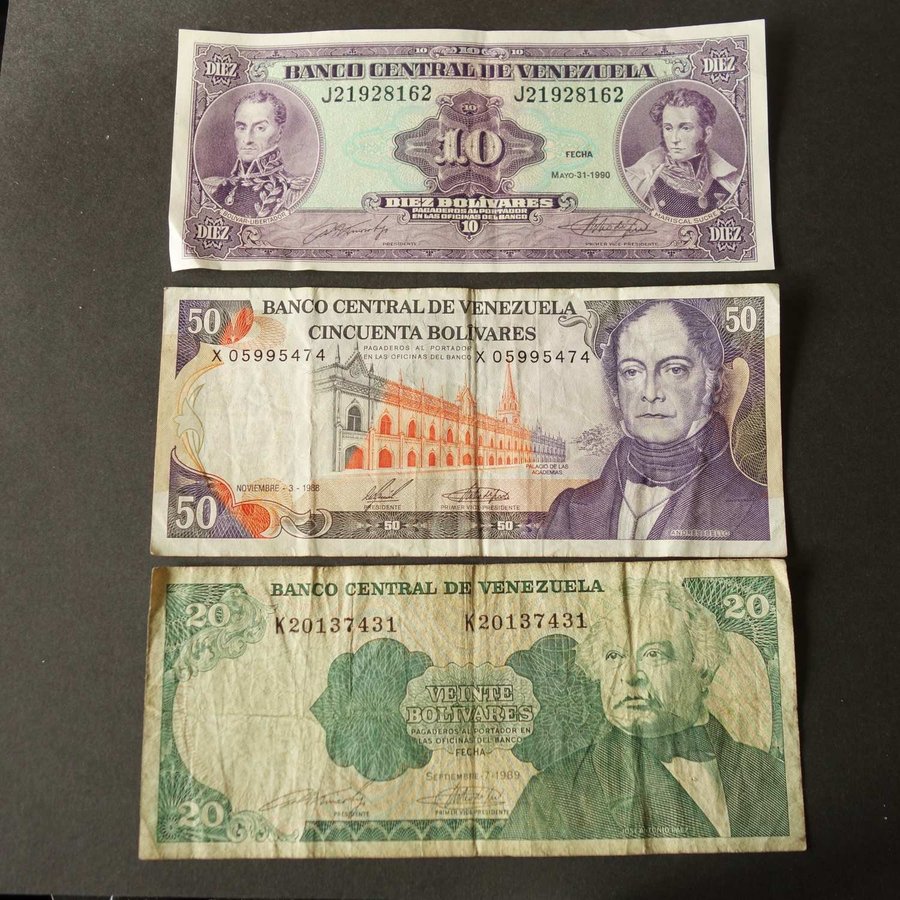 10 10 10
DIEZ BANCO CENTRAL DE VENEZUELA DIEZ
J21928162 J21928162
10
10
FECHA
MAYO-31-1990
BOLIVAR-LIBERTADOR
MARISCAL SUCRE
DIEZ BOLÍVARES
PAGADEROS AL PORTADOR
EN LAS OFICINAS DEL BANCO
DIEZ 10 DIEZ
PRESIDENTE PRIMER VICE-PRESIDENTE
BANCO CENTRAL DE VENEZUELA
50 CINCUENTA BOLÍVARES 50
PAGADEROS AL PORTADOR
EN LAS OFICINAS DEL BANCO
X 05995474 X 05995474
PALACIO DE LAS
ACADEMIAS
NOVIEMBRE - 3 - 1988
50
PRESIDENTE PRIMER VICE-PRESIDENTE
50 50
ANDRES BELLO
BANCO CENTRAL DE VENEZUELA
20 20
K20137431 K20137431
VEINTE
BOLÍVARES
PAGADEROS AL PORTADOR EN
LAS OFICINAS DEL BANCO
FECHA
SEPTIEMBRE-7-1989
20
PRESIDENTE PRIMER VICE-PRESIDENTE
JOSE ANTONIO PAEZ